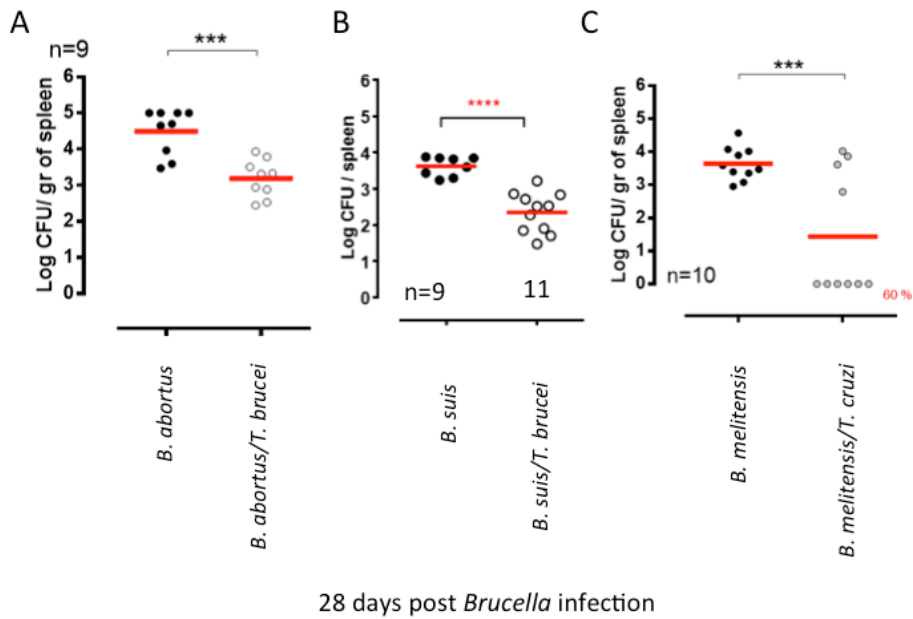 A
n=9
***
Log CFU/ gr of spleen
6
5
4
3
2
1
0
B. abortus
B. abortus/T. brucei
B
****
Log CFU / spleen
6
5
4
3
2
1
0
n=9
11
B. suis
B. suis/T. brucei
C
***
Log CFU/ gr of spleen
6
5
4
3
2
1
0
n=10
60 %
B. melitensis
B. melitensis/T. cruzi
28 days post Brucella infection